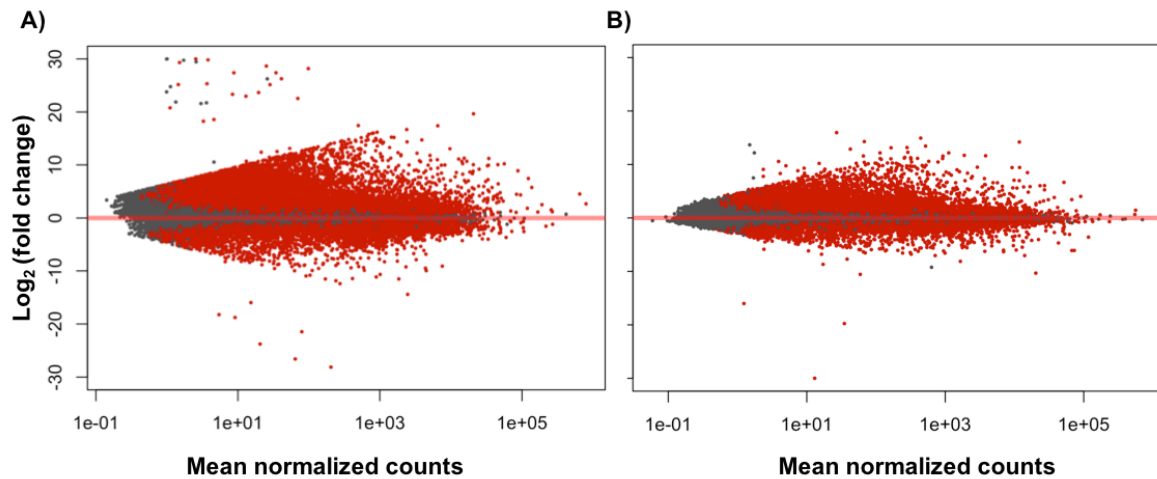 A)
B)
Log2 (fold change)
30
20
10
0
-10
-20
-30
1e-01
1e+01
1e+03
1e+05
1e-01
1e+01
1e+03
1e+05
Mean normalized counts
Mean normalized counts